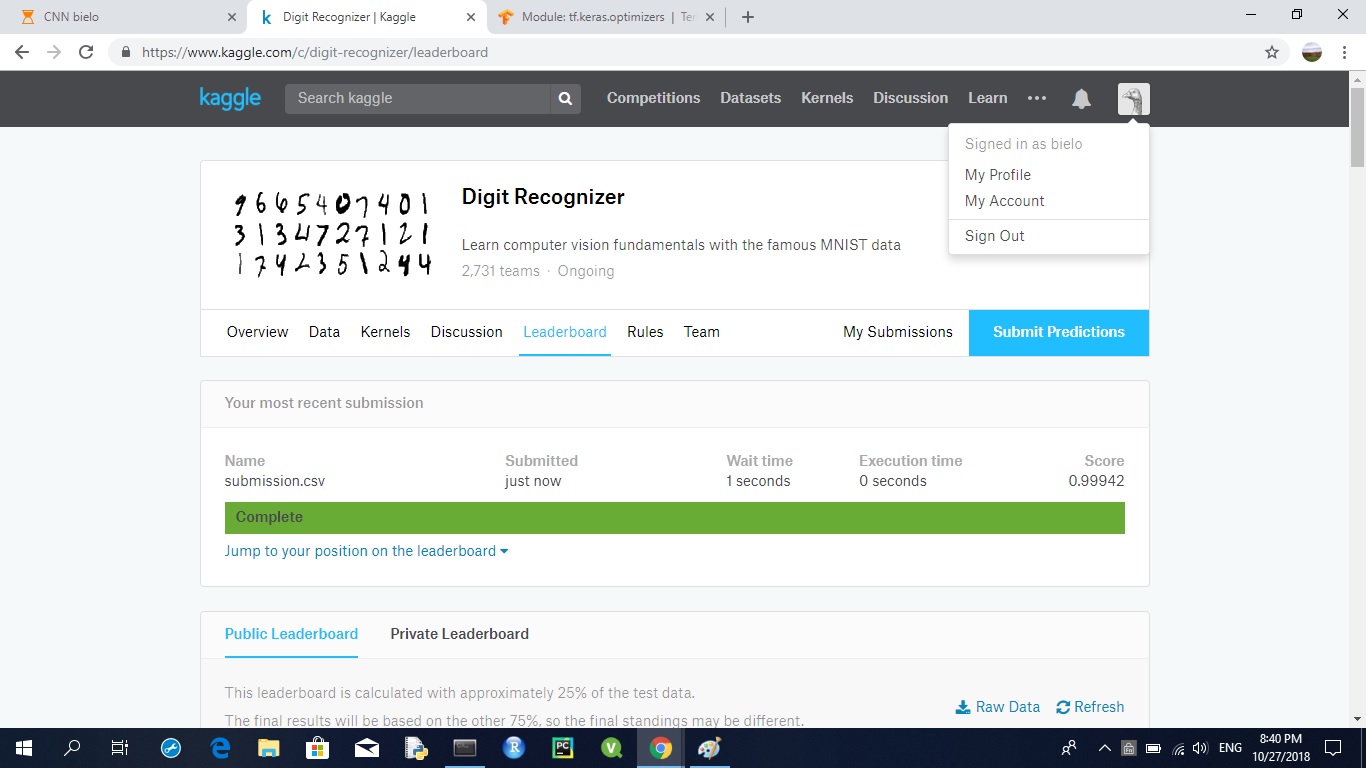 CNN bielo
Digit Recognizer | Kaggle
Module: tf.keras.optimizers | Ter
https://www.kaggle.com/c/digit-recognizer/leaderboard
kaggle Search kaggle Competitions Datasets Kernels Discussion Learn
Signed in as bielo
My Profile
My Account
Sign Out
9 6 6 5 4 0 7 4 0 1
3 1 3 4 7 2 7 1 2 1
1 7 4 2 3 5 1 2 4 4
Digit Recognizer
Learn computer vision fundamentals with the famous MNIST data
2,731 teams · Ongoing
Overview Data Kernels Discussion Leaderboard Rules Team My Submissions Submit Predictions
Your most recent submission
Name Submitted Wait time Execution time Score
submission.csv just now 1 seconds 0 seconds 0.99942
Complete
Jump to your position on the leaderboard
Public Leaderboard Private Leaderboard
This leaderboard is calculated with approximately 25% of the test data.
The final results will be based on the other 75%, so the final standings may be different.
Raw Data Refresh
ENG
8:40 PM
10/27/2018